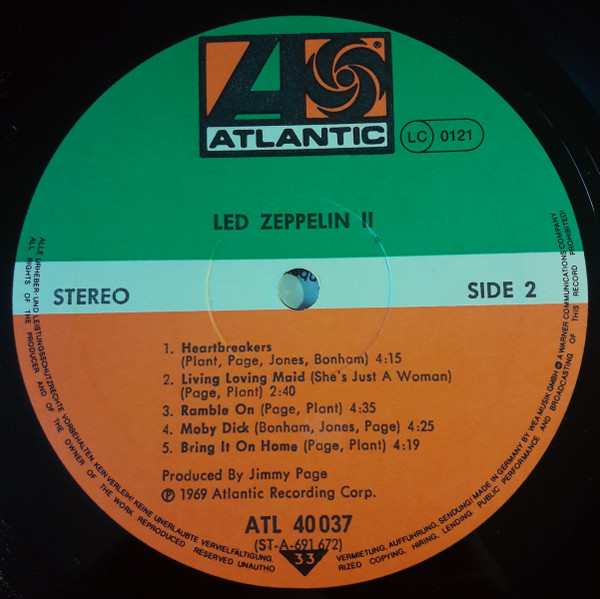 ATLANTIC
®
LC 0121
LED ZEPPELIN II
STEREO
SIDE 2
1. Heartbreakers
(Plant, Page, Jones, Bonham) 4:15
2. Living Loving Maid (She's Just A Woman)
(Page, Plant) 2:40
3. Ramble On (Page, Plant) 4:35
4. Moby Dick (Bonham, Jones, Page) 4:25
5. Bring It On Home (Page, Plant) 4:19
Produced By Jimmy Page
Ⓟ 1969 Atlantic Recording Corp.
ATL 40 037
(ST-A-691 672)
33
ALLE URHEBER- UND LEISTUNGSSCHUTZRECHTE VORBEHALTEN. KEIN VERLEIH! KEINE UNERLAUBTE VERVIELFÄLTIGUNG,
VERMIETUNG, AUFFÜHRUNG, SENDUNG! MADE IN GERMANY BY WEA MUSIK GMBH A WARNER COMMUNICATIONS COMPANY
ALL RIGHTS OF THE PRODUCER AND OF THE OWNER OF THE WORK REPRODUCED RESERVED UNAUTHO
RIZED COPYING, HIRING, LENDING, PUBLIC PERFORMANCE AND BROADCASTING OF THIS RECORD PROHIBITED!